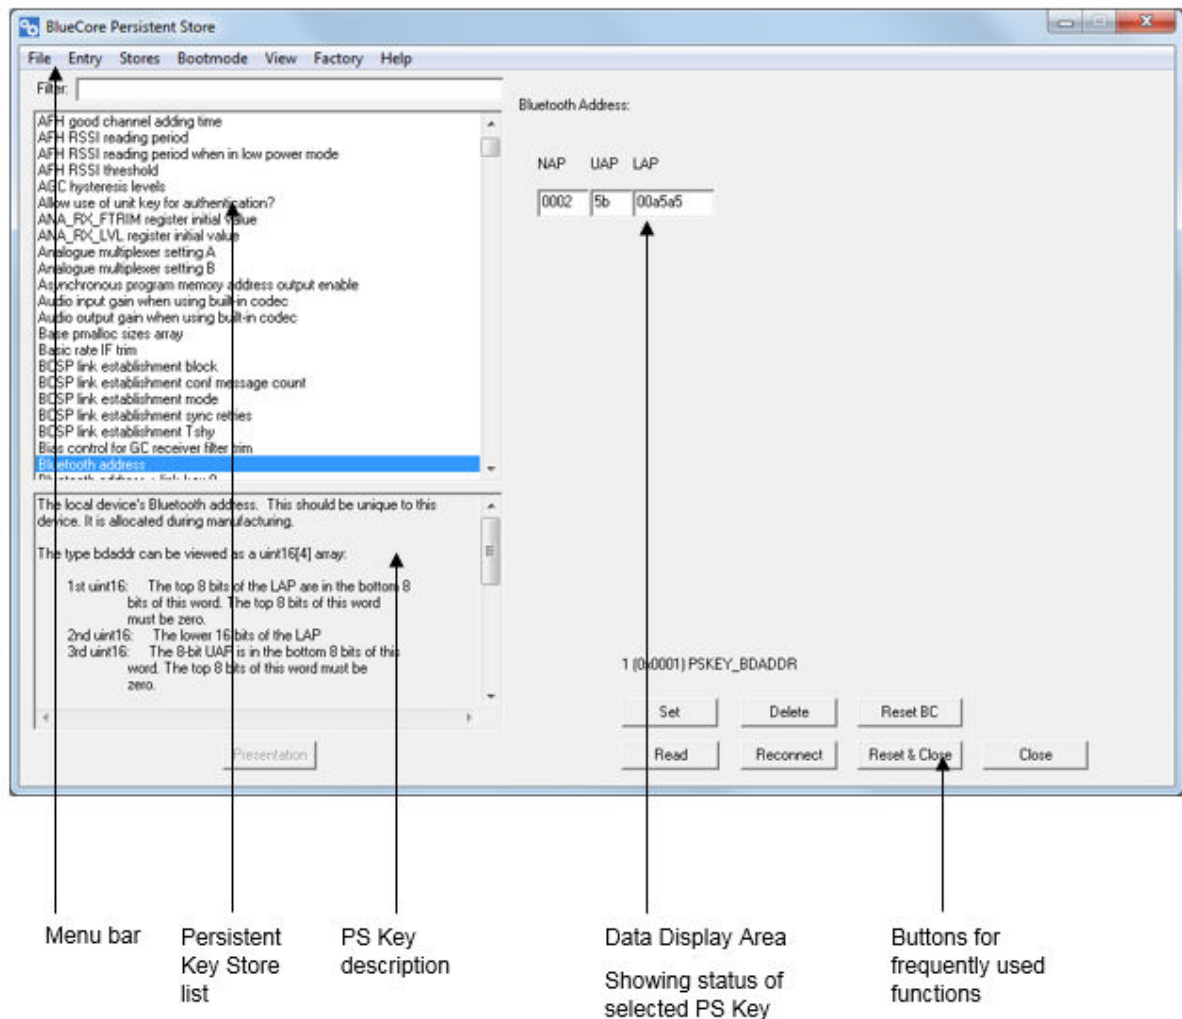 BlueCore Persistent Store
File Entry Stores Bootmode View Factory Help
Filter:
AFH good channel adding time
AFH RSSI reading period
AFH RSSI reading period when in low power mode
AFH RSSI threshold
AGC hysteresis levels
Allow use of unit key for authentication?
ANA_RX_FTRIM register initial value
ANA_RX_LVL register initial value
Analogue multiplexer setting A
Analogue multiplexer setting B
Asynchronous program memory address output enable
Audio input gain when using built-in codec
Audio output gain when using built-in codec
Base pmalloc sizes array
Basic rate IF trim
BCSP link establishment block
BCSP link establishment conf message count
BCSP link establishment mode
BCSP link establishment sync retries
BCSP link establishment Tshy
Bias control for GC receiver filter trim
Bluetooth address
The local device's Bluetooth address. This should be unique to this
device. It is allocated during manufacturing.
The type bdaddr can be viewed as a uint16[4] array:
1st uint16: The top 8 bits of the LAP are in the bottom 8
bits of this word. The top 8 bits of this word
must be zero.
2nd uint16: The lower 16 bits of the LAP
3rd uint16: The 8-bit UAP is in the bottom 8 bits of this
word. The top 8 bits of this word must be
zero.
Presentation
Bluetooth Address:
NAP UAP LAP
0002 5b 00a5a5
1 (0x0001) PSKEY_BDADDR
Set Delete Reset BC
Read Reconnect Reset & Close Close
Menu bar
Persistent
Key Store
list
PS Key
description
Data Display Area
Showing status of
selected PS Key
Buttons for
frequently used
functions